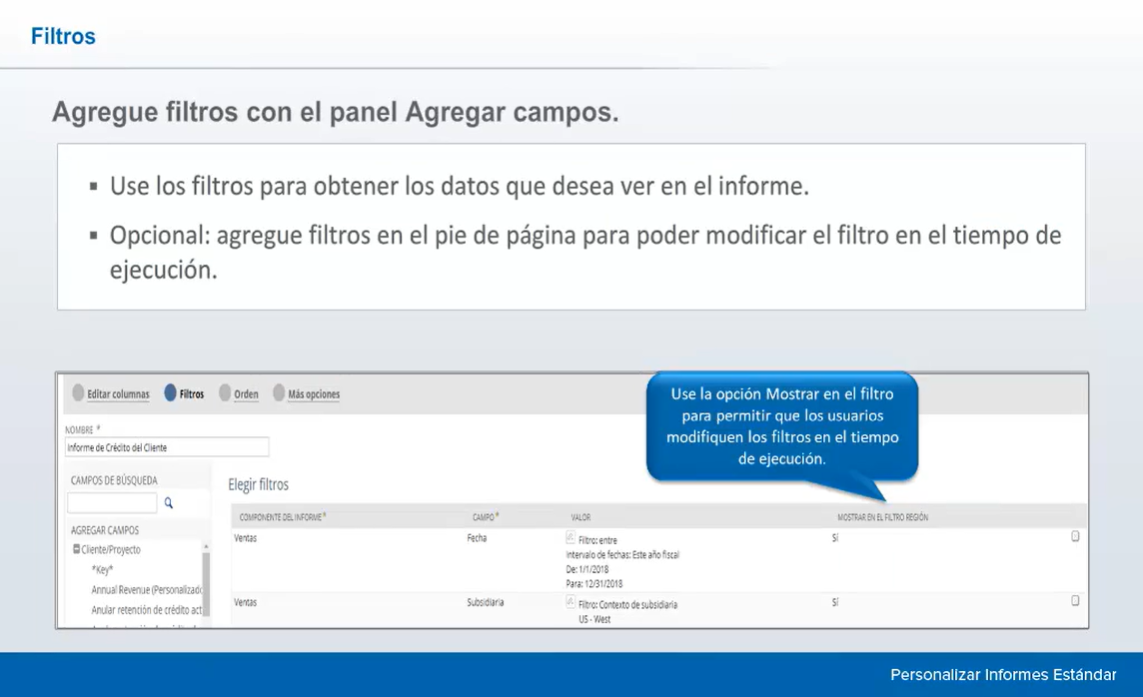 Filtros
Agregue filtros con el panel Agregar campos.
▪ Use los filtros para obtener los datos que desea ver en el informe.
▪ Opcional: agregue filtros en el pie de página para poder modificar el filtro en el tiempo de
ejecución.
Editar columnas Filtros Orden Más opciones
Use la opción Mostrar en el filtro
para permitir que los usuarios
modifiquen los filtros en el tiempo
de ejecución.
NOMBRE *
Informe de Crédito del Cliente
CAMPOS DE BÚSQUEDA
AGREGAR CAMPOS
Cliente/Proyecto
*Key*
Annual Revenue (Personalizado
Anular retención de crédito act
Elegir filtros
COMPONENTE DEL INFORME* CAMPO* VALOR MOSTRAR EN EL FILTRO REGIÓN
Ventas Fecha Filtro: entre Sí
Intervalo de fechas: Este año fiscal
De: 1/1/2018
Para: 12/31/2018
Ventas Subsidiaria Filtro: Contexto de subsidiaria Sí
US - West
Personalizar Informes Estándar